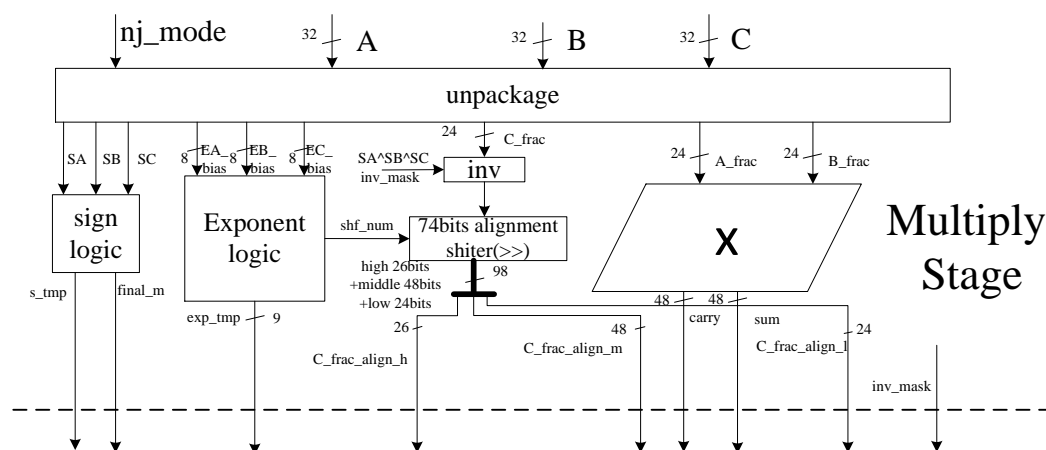 nj_mode
32
A
32
B
32
C
unpackage
SA
SB
SC
8
EA_
bias
8
EB_
bias
8
EC_
bias
24
C_frac
SA^SB^SC
inv_mask
inv
24
A_frac
24
B_frac
sign
logic
Exponent
logic
shf_num
74bits alignment
shiter(>>)
X
Multiply
Stage
high 26bits
+middle 48bits
+low 24bits
98
s_tmp
final_m
exp_tmp
9
26
C_frac_align_h
48
C_frac_align_m
48
carry
48
sum
C_frac_align_l
24
inv_mask